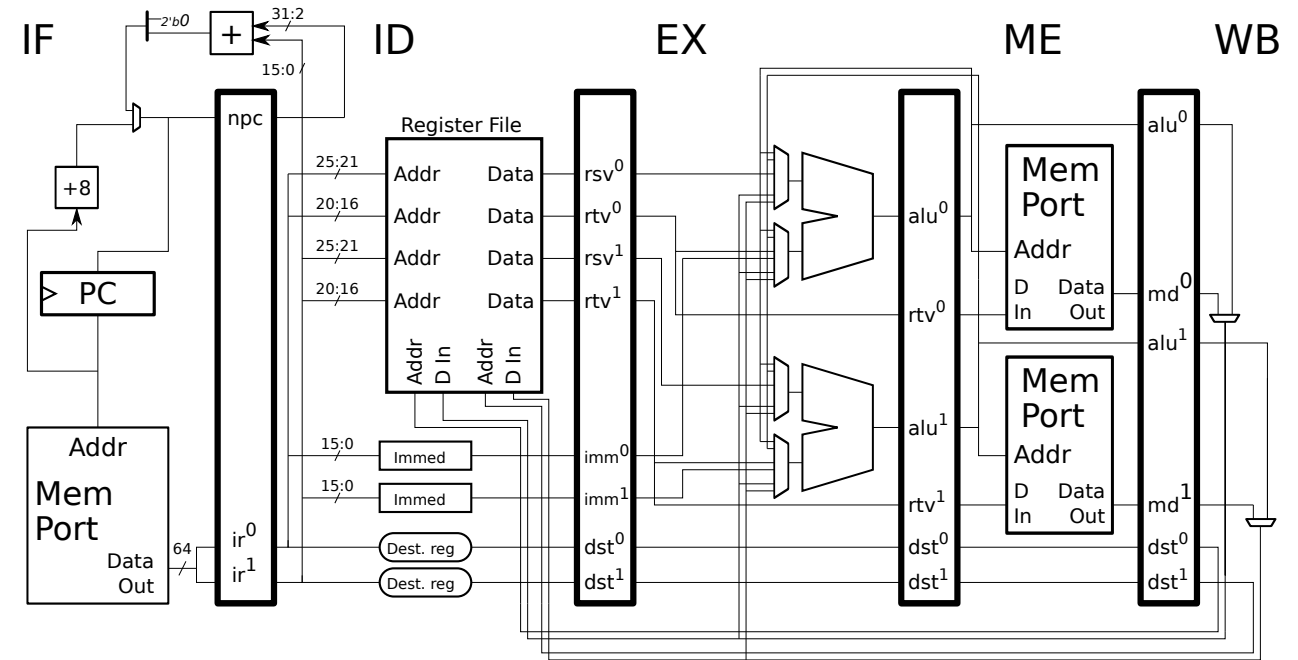 IF
ID
EX
ME
WB
2'b0
+
31:2
15:0
npc
+8
PC
Addr
Mem
Port
Data
Out
64
ir0
ir1
Register File
25:21
Addr
Data
20:16
Addr
Data
25:21
Addr
Data
20:16
Addr
Data
Addr
D In
Addr
D In
15:0
Immed
15:0
Immed
Dest. reg
Dest. reg
rsv0
rtv0
rsv1
rtv1
imm0
imm1
dst0
dst1
alu0
rtv0
alu1
rtv1
dst0
dst1
Mem
Port
Addr
D Data
In Out
Mem
Port
Addr
D Data
In Out
alu0
md0
alu1
md1
dst0
dst1